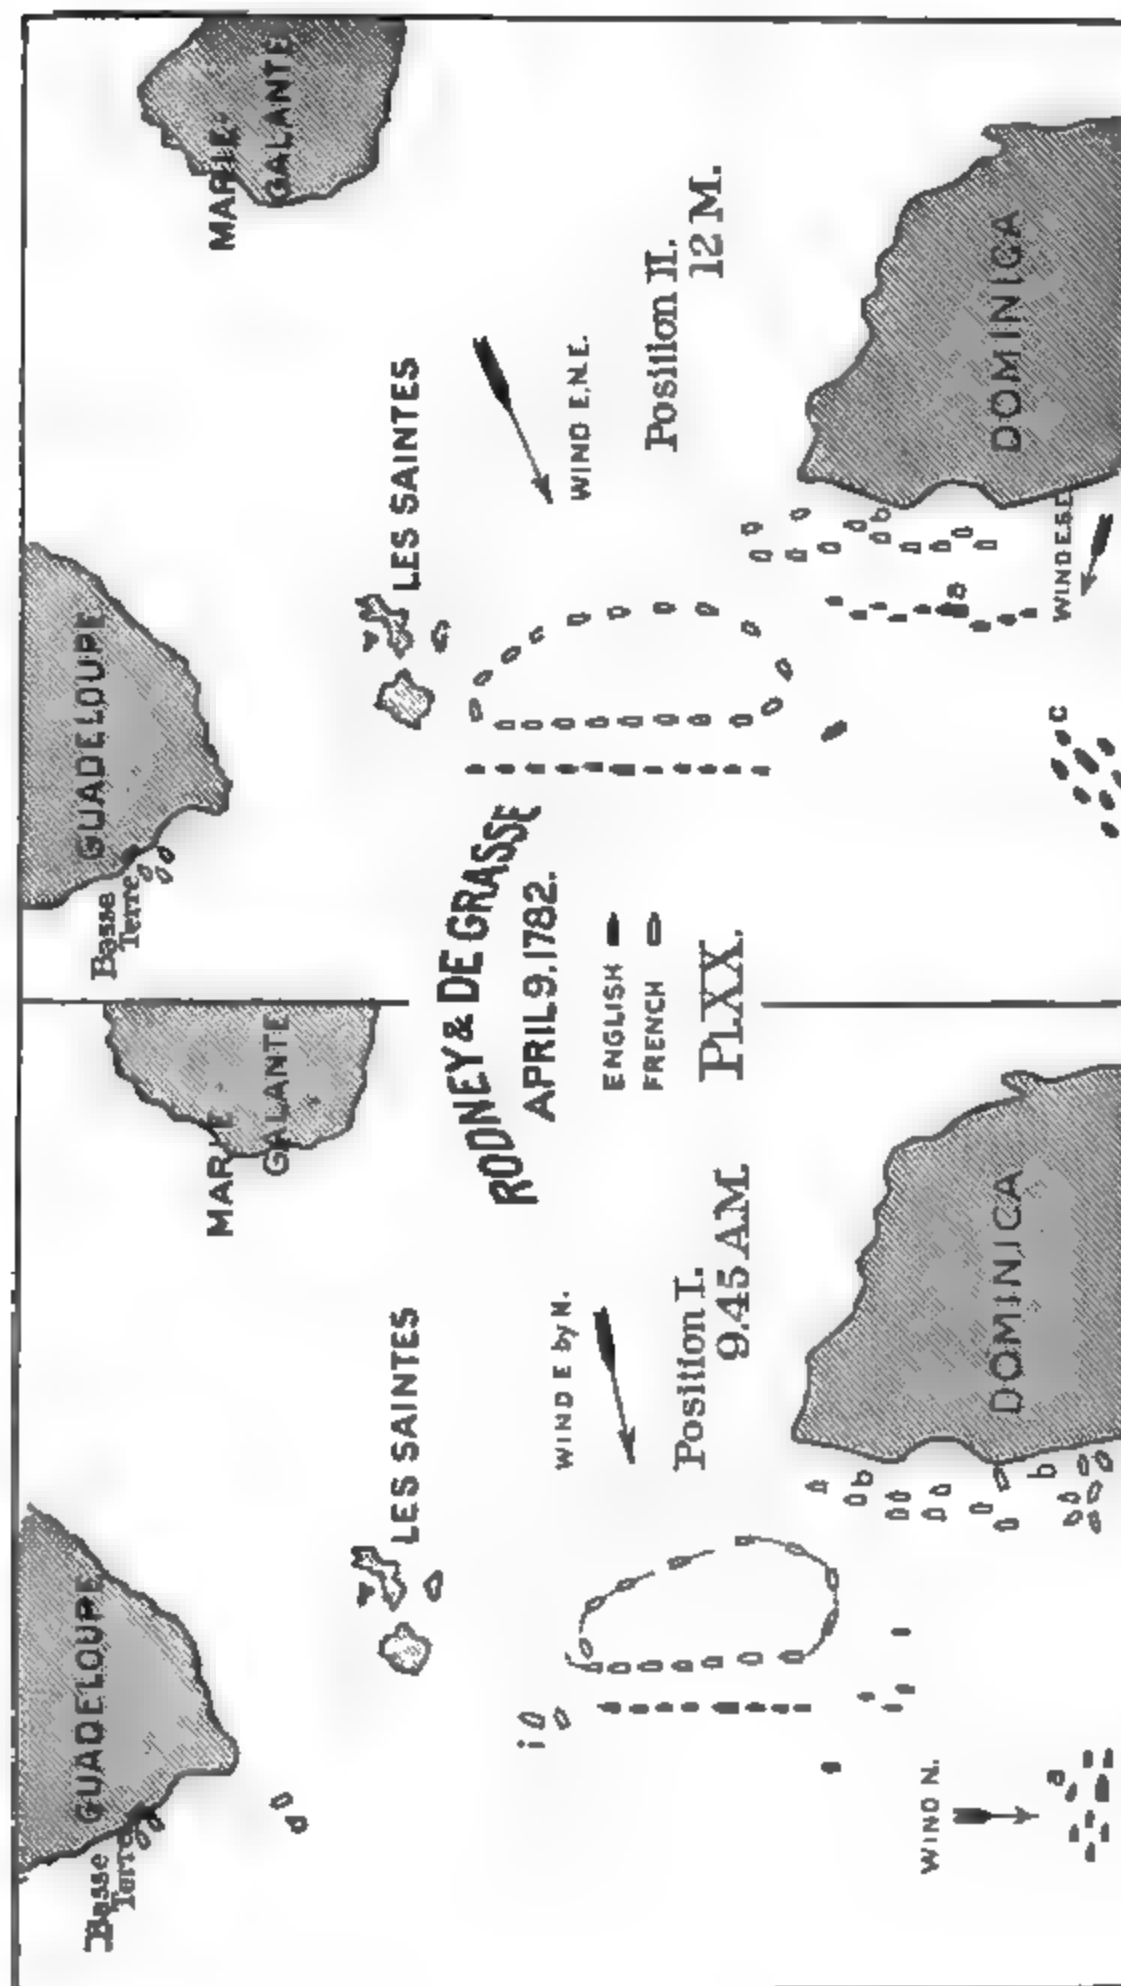 Basse
Terre
GUADELOUPE
MARIE
GALANTE
d
i
LES SAINTES
WIND E by N.
Position I.
9.45 AM.
WIND N.
a
b
b
DOMINICA
RODNEY & DE GRASSE
APRIL 9. 1782.
ENGLISH
FRENCH
Pl. XX.
Basse
Terre
GUADELOUPE
MARIE-
GALANTE
LES SAINTES
WIND E.N.E.
Position II.
12 M.
b
a
c
WIND E.S.E
DOMINICA